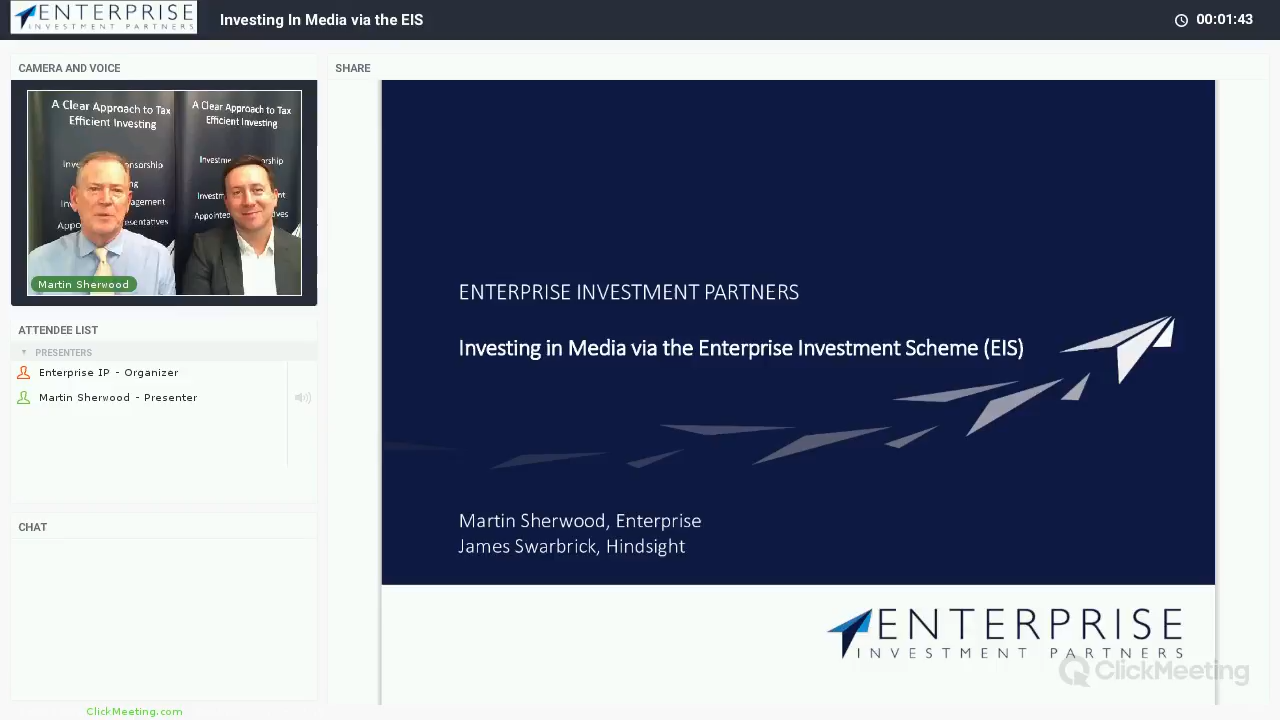 ENTERPRISE
INVESTMENT PARTNERS
Investing In Media via the EIS
00:01:43
CAMERA AND VOICE
SHARE
A Clear Approach to Tax
Efficient Investing
A Clear Approach to Tax
Efficient Investing
Martin Sherwood
ATTENDEE LIST
PRESENTERS
Enterprise IP - Organizer
Martin Sherwood - Presenter
CHAT
ClickMeeting.com
ENTERPRISE INVESTMENT PARTNERS
Investing in Media via the Enterprise Investment Scheme (EIS)
Martin Sherwood, Enterprise
James Swarbrick, Hindsight
ENTERPRISE
INVESTMENT PARTNERS
ClickMeeting